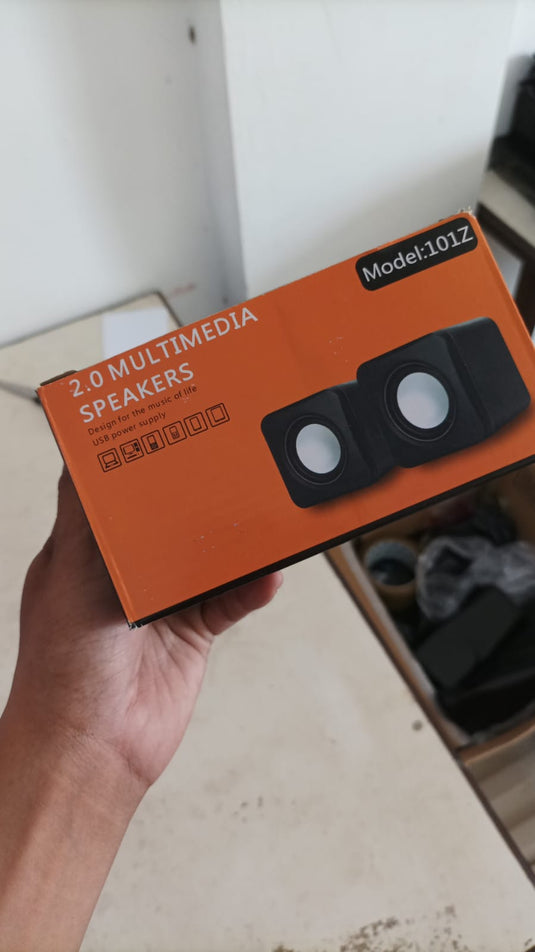 Model:101Z
2.0 MULTIMEDIA
SPEAKERS
Design for the music of life
USB power supply